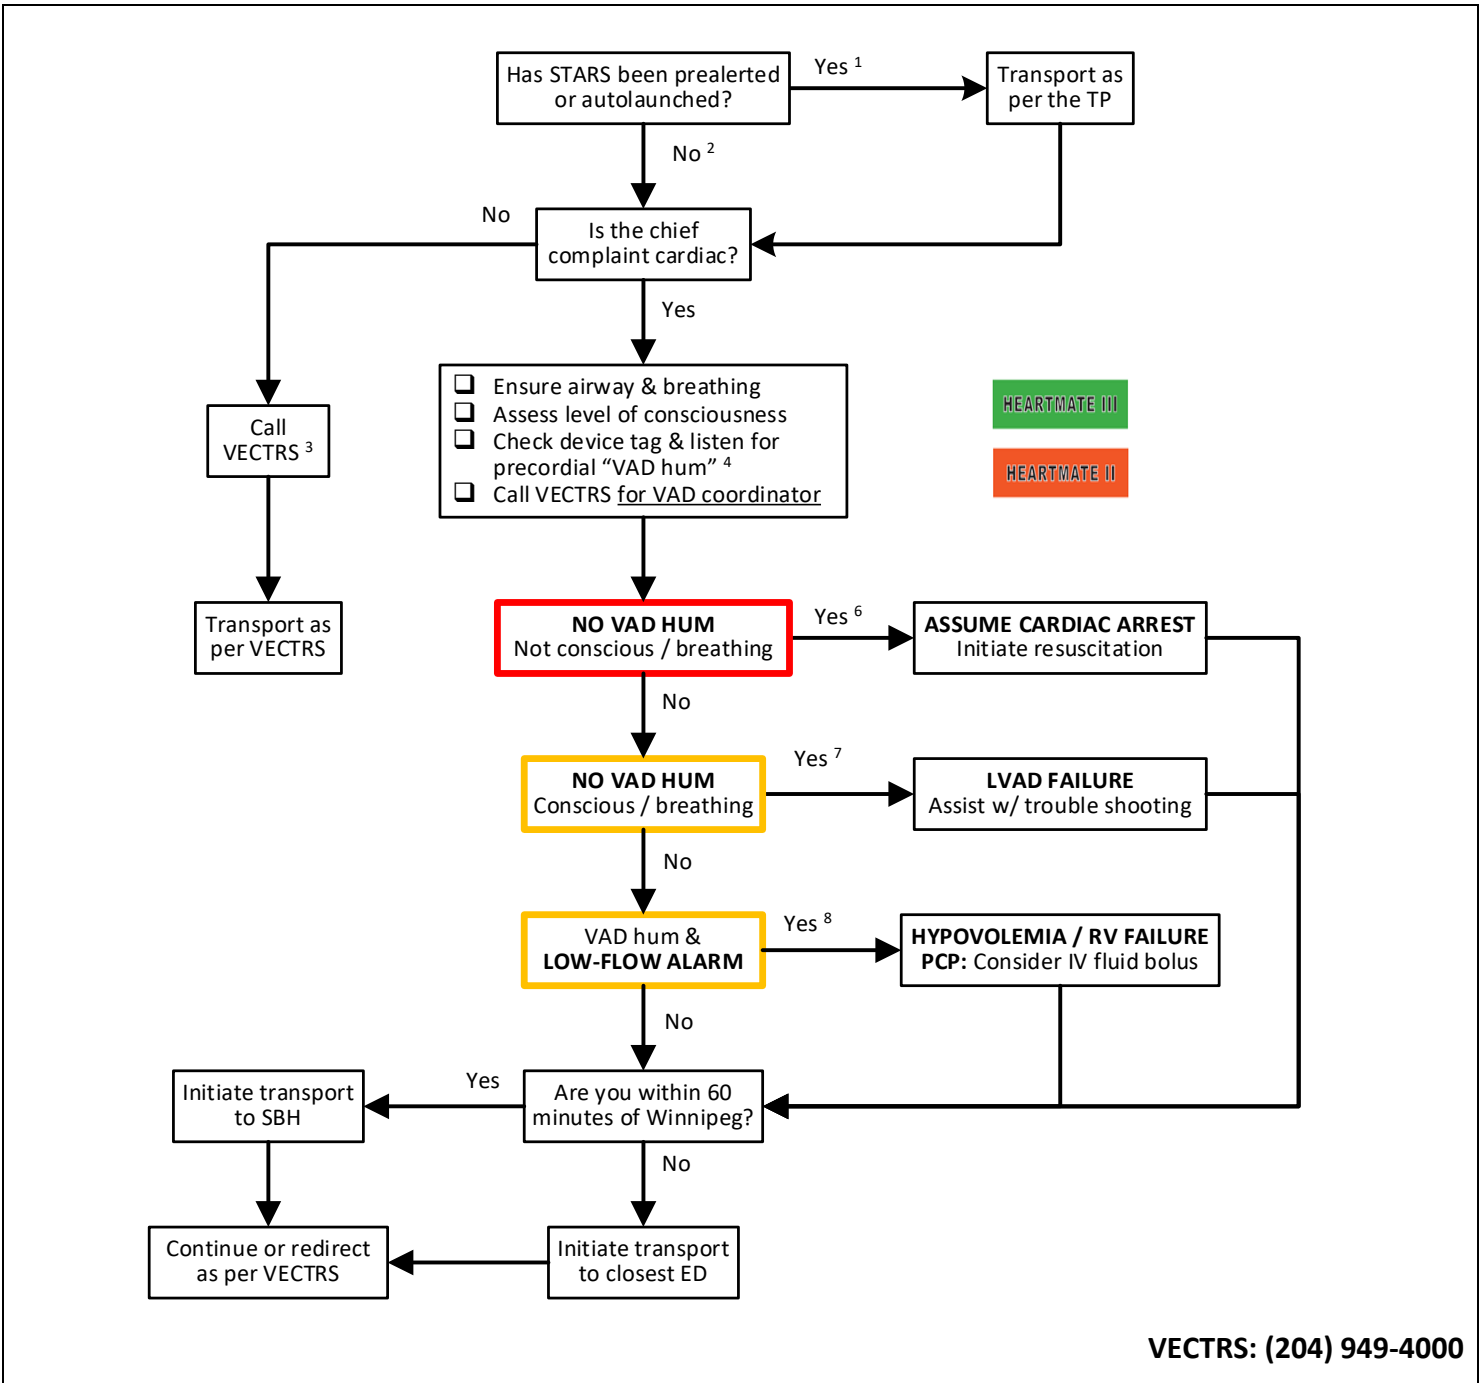 Has STARS been prealerted
or autolaunched?
Yes 1
Transport as
per the TP
No 2
No
Is the chief
complaint cardiac?
Yes
❑ Ensure airway & breathing
❑ Assess level of consciousness
❑ Check device tag & listen for
precordial “VAD hum” 4
❑ Call VECTRS for VAD coordinator
HEARTMATE III
HEARTMATE II
Call
VECTRS 3
Transport as
per VECTRS
NO VAD HUM
Not conscious / breathing
Yes 6
ASSUME CARDIAC ARREST
Initiate resuscitation
No
NO VAD HUM
Conscious / breathing
Yes 7
LVAD FAILURE
Assist w/ trouble shooting
No
VAD hum &
LOW-FLOW ALARM
Yes 8
HYPOVOLEMIA / RV FAILURE
PCP: Consider IV fluid bolus
No
Are you within 60
minutes of Winnipeg?
Yes
Initiate transport
to SBH
No
Continue or redirect
as per VECTRS
Initiate transport
to closest ED
VECTRS: (204) 949-4000